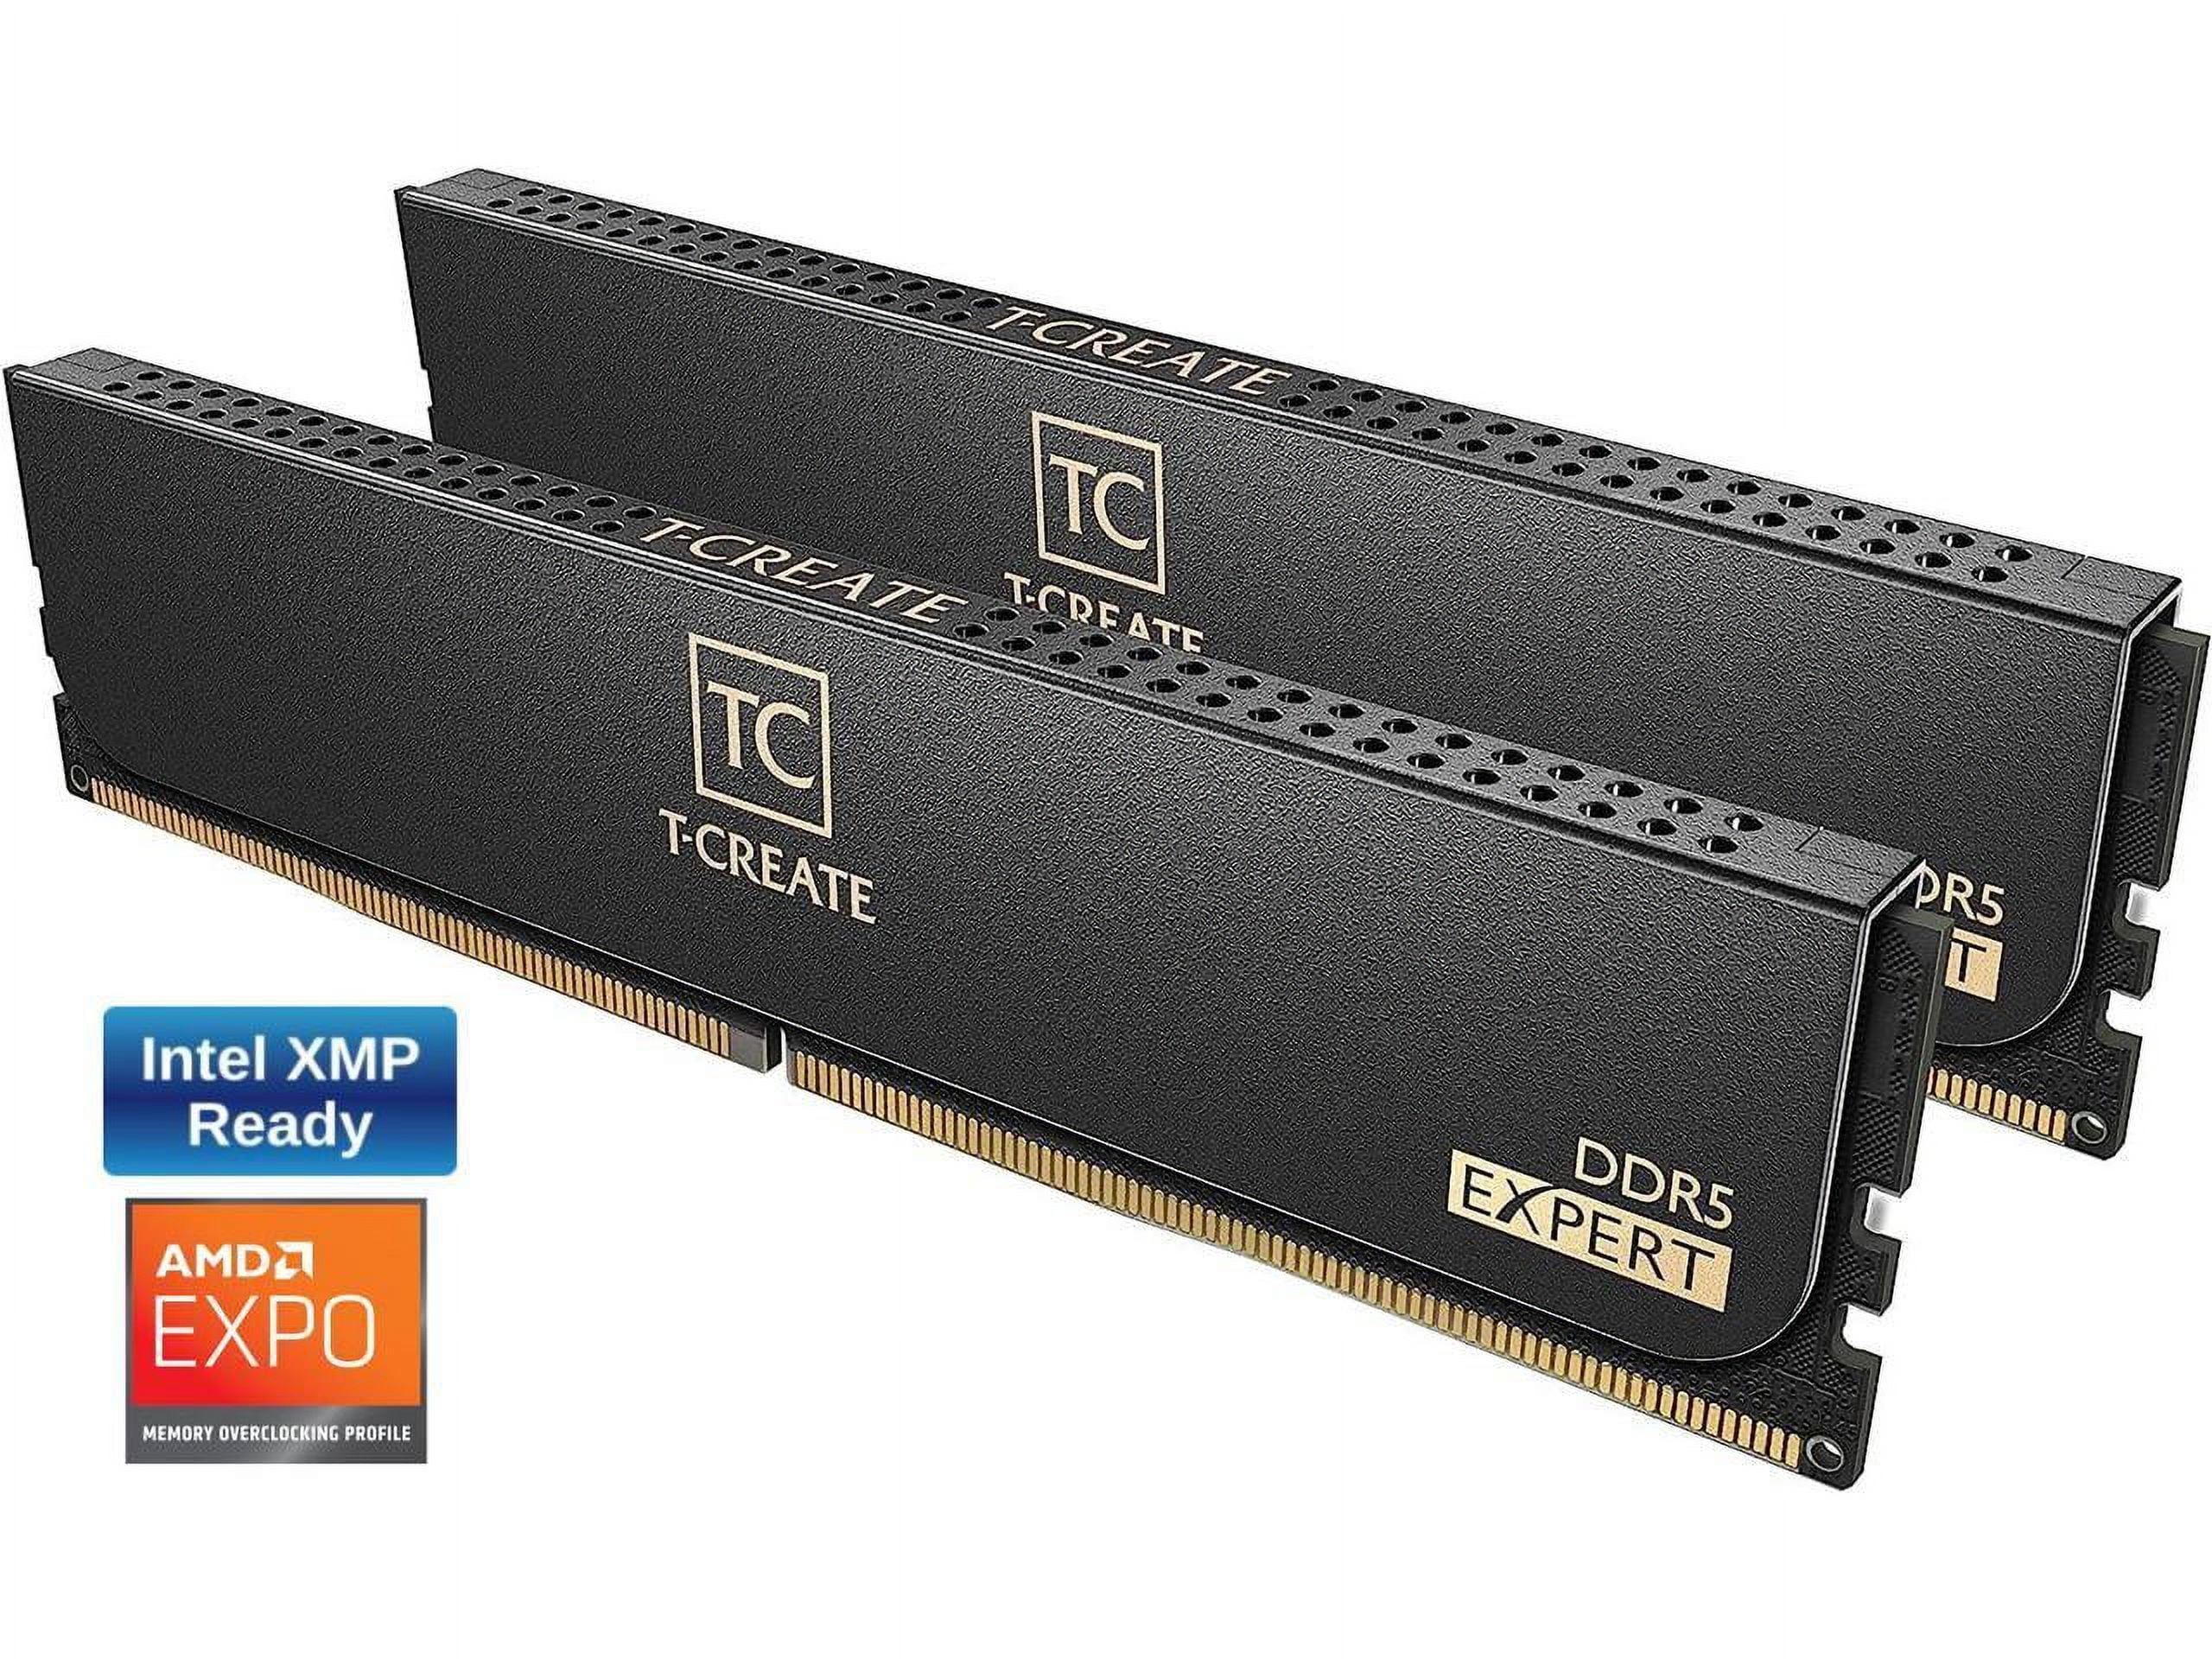 T-CREATE
TC
T-CREATE
T-CREATE
TC
T-CREATE
DDR5
EXPERT
DR5
T
Intel XMP
Ready
AMD
EXPO
MEMORY OVERCLOCKING PROFILE